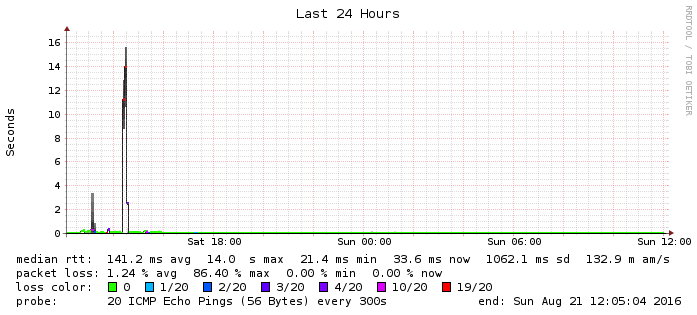 Last 24 Hours
RRDTOOL / TOBI OETIKER
Seconds
16
14
12
10
8
6
4
2
0
Sat 18:00 Sun 00:00 Sun 06:00 Sun 12:00
median rtt: 141.2 ms avg 14.0 s max 21.4 ms min 33.6 ms now 1062.1 ms sd 132.9 m am/s
packet loss: 1.24 % avg 86.40 % max 0.00 % min 0.00 % now
loss color: 0 1/20 2/20 3/20 4/20 10/20 19/20
probe: 20 ICMP Echo Pings (56 Bytes) every 300s end: Sun Aug 21 12:05:04 2016